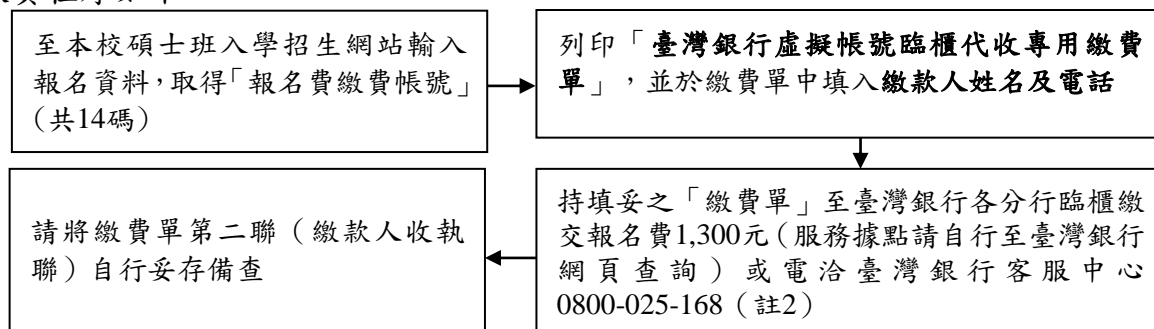 至本校碩士班入學招生網站輸入
報名資料，取得「報名費繳費帳號」
（共14碼）
列印「臺灣銀行虛擬帳號臨櫃代收專用繳費
單」，並於繳費單中填入繳款人姓名及電話
持填妥之「繳費單」至臺灣銀行各分行臨櫃繳
交報名費1,300元（服務據點請自行至臺灣銀行
網頁查詢）或電洽臺灣銀行客服中心
0800-025-168（註2）
請將繳費單第二聯（繳款人收執
聯）自行妥存備查